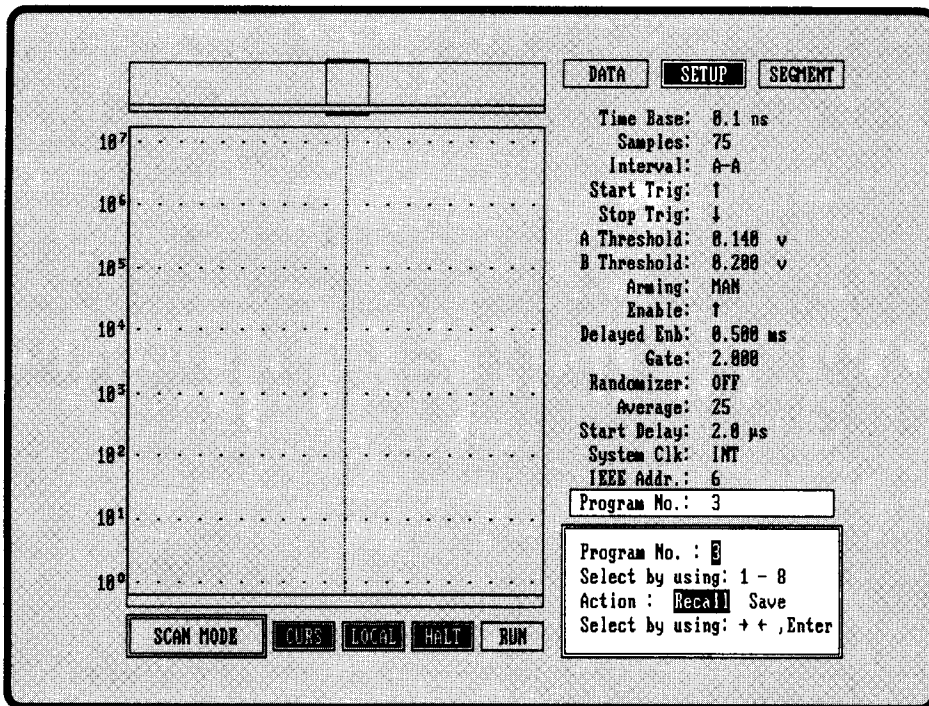 DATA SETUP SEGMENT
Time Base: 0.1 ns
Samples: 75
Interval: A-A
Start Trig: ↑
Stop Trig: ↓
A Threshold: 0.140 v
B Threshold: 0.200 v
Arming: MAN
Enable: ↑
Delayed Enb: 0.500 ms
Gate: 2.000
Randomizer: OFF
Average: 25
Start Delay: 2.0 µs
System Clk: INT
IEEE Addr.: 6
Program No.: 3
10⁷
10⁶
10⁵
10⁴
10³
10²
10¹
10⁰
Program No. : 3
Select by using: 1 - 8
Action : Recall Save
Select by using: → ← ,Enter
SCAN MODE CURS LOCAL HALT RUN